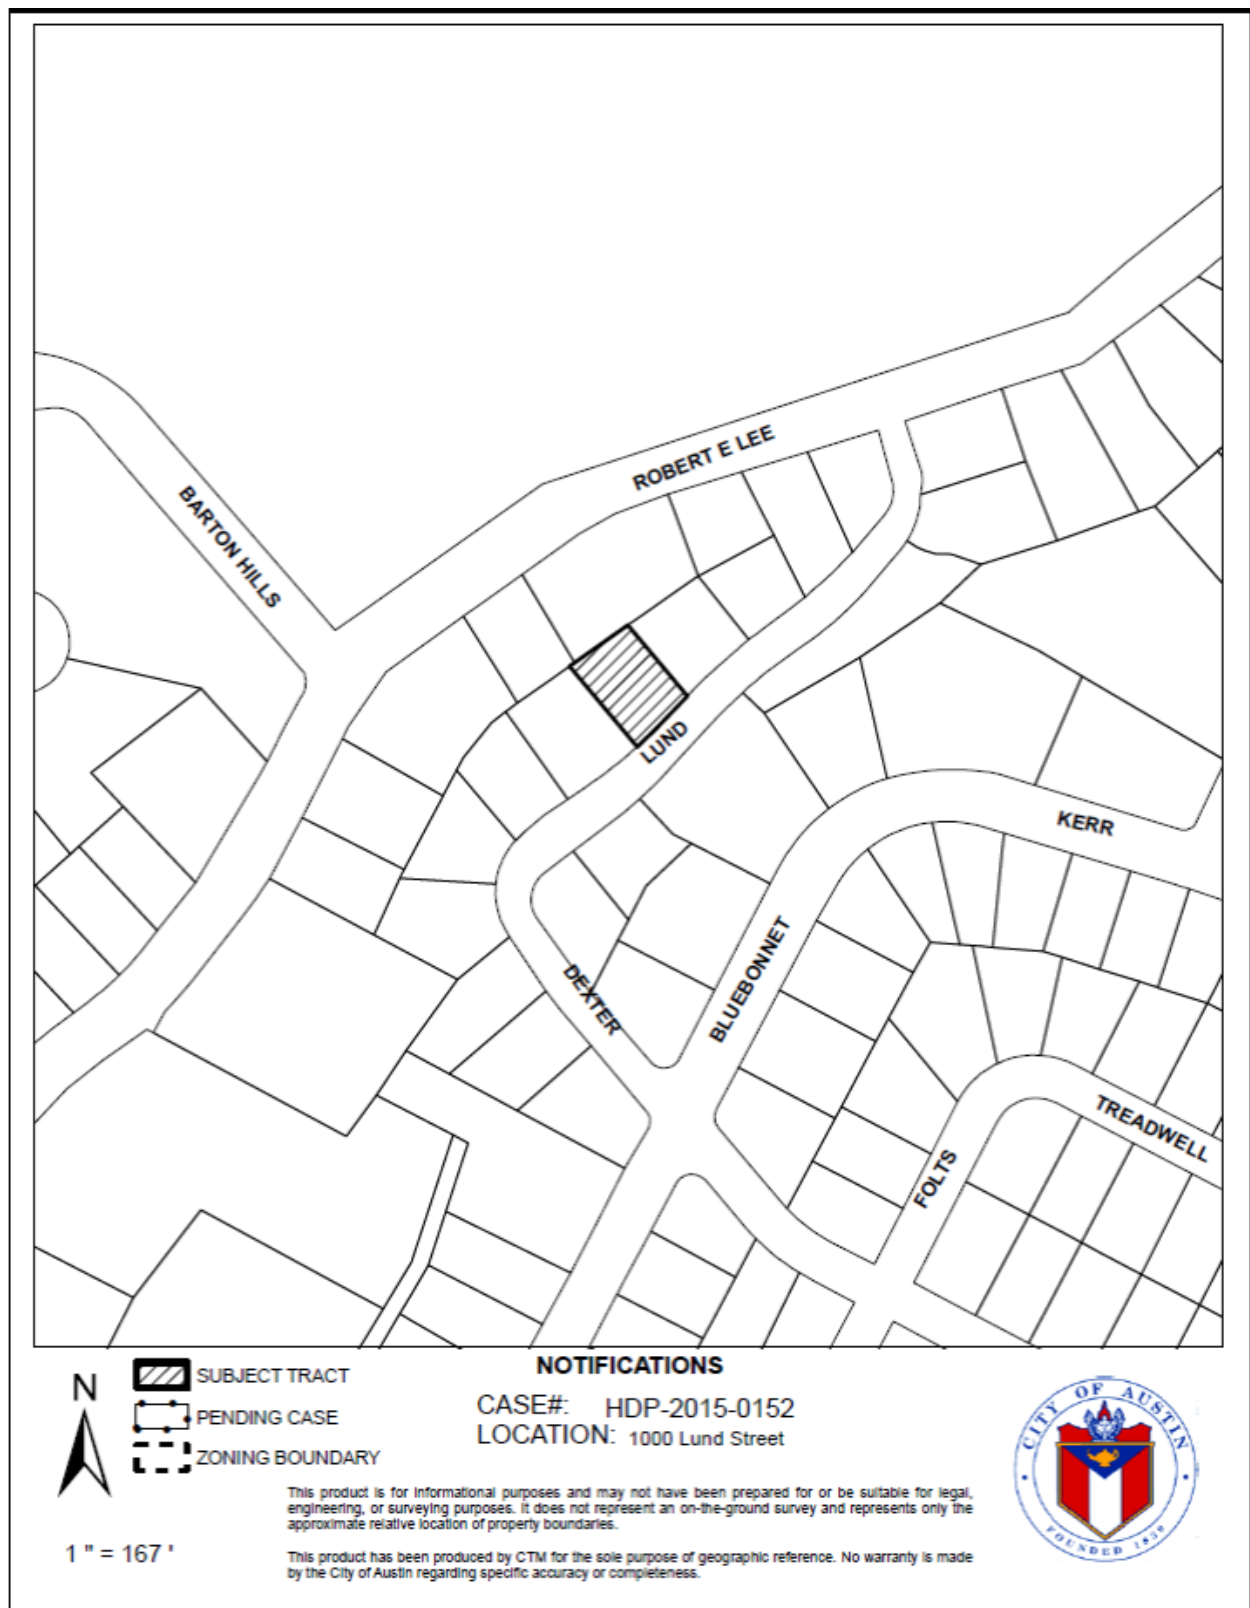 ROBERT E LEE
BARTON HILLS
LUND
KERR
BLUEBONNET
DEXTER
TREADWELL
FOLTS
N
SUBJECT TRACT
PENDING CASE
ZONING BOUNDARY
1 " = 167 '
NOTIFICATIONS
CASE#: HDP-2015-0152
LOCATION: 1000 Lund Street
This product is for informational purposes and may not have been prepared for or be suitable for legal,
engineering, or surveying purposes. It does not represent an on-the-ground survey and represents only the
approximate relative location of property boundaries.
This product has been produced by CTM for the sole purpose of geographic reference. No warranty is made
by the City of Austin regarding specific accuracy or completeness.
CITY OF AUSTIN
FOUNDED 1839